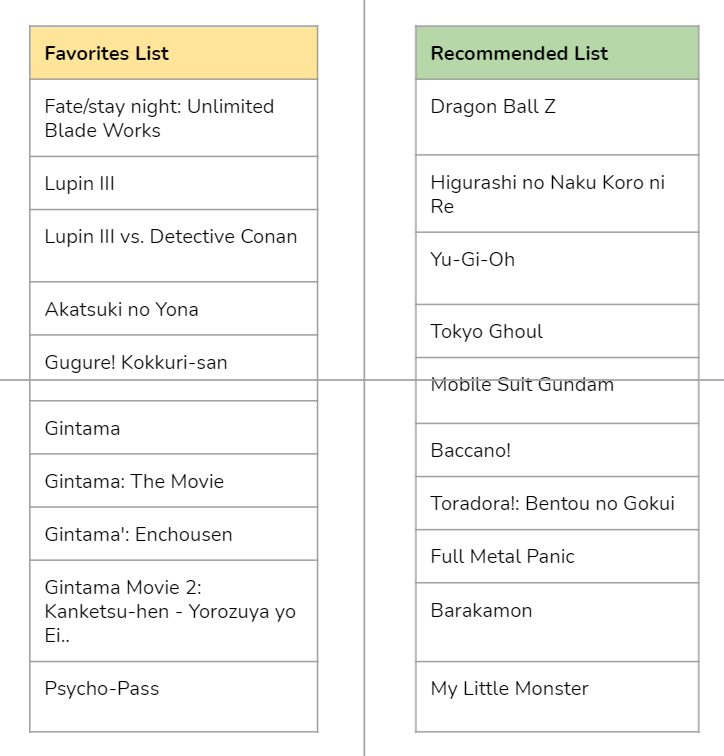 Favorites List
Fate/stay night: Unlimited
Blade Works
Lupin III
Lupin III vs. Detective Conan
Akatsuki no Yona
Gugure! Kokkuri-san
Gintama
Gintama: The Movie
Gintama': Enchousen
Gintama Movie 2:
Kanketsu-hen - Yorozuya yo
Ei..
Psycho-Pass
Recommended List
Dragon Ball Z
Higurashi no Naku Koro ni
Re
Yu-Gi-Oh
Tokyo Ghoul
Mobile Suit Gundam
Baccano!
Toradora!: Bentou no Gokui
Full Metal Panic
Barakamon
My Little Monster